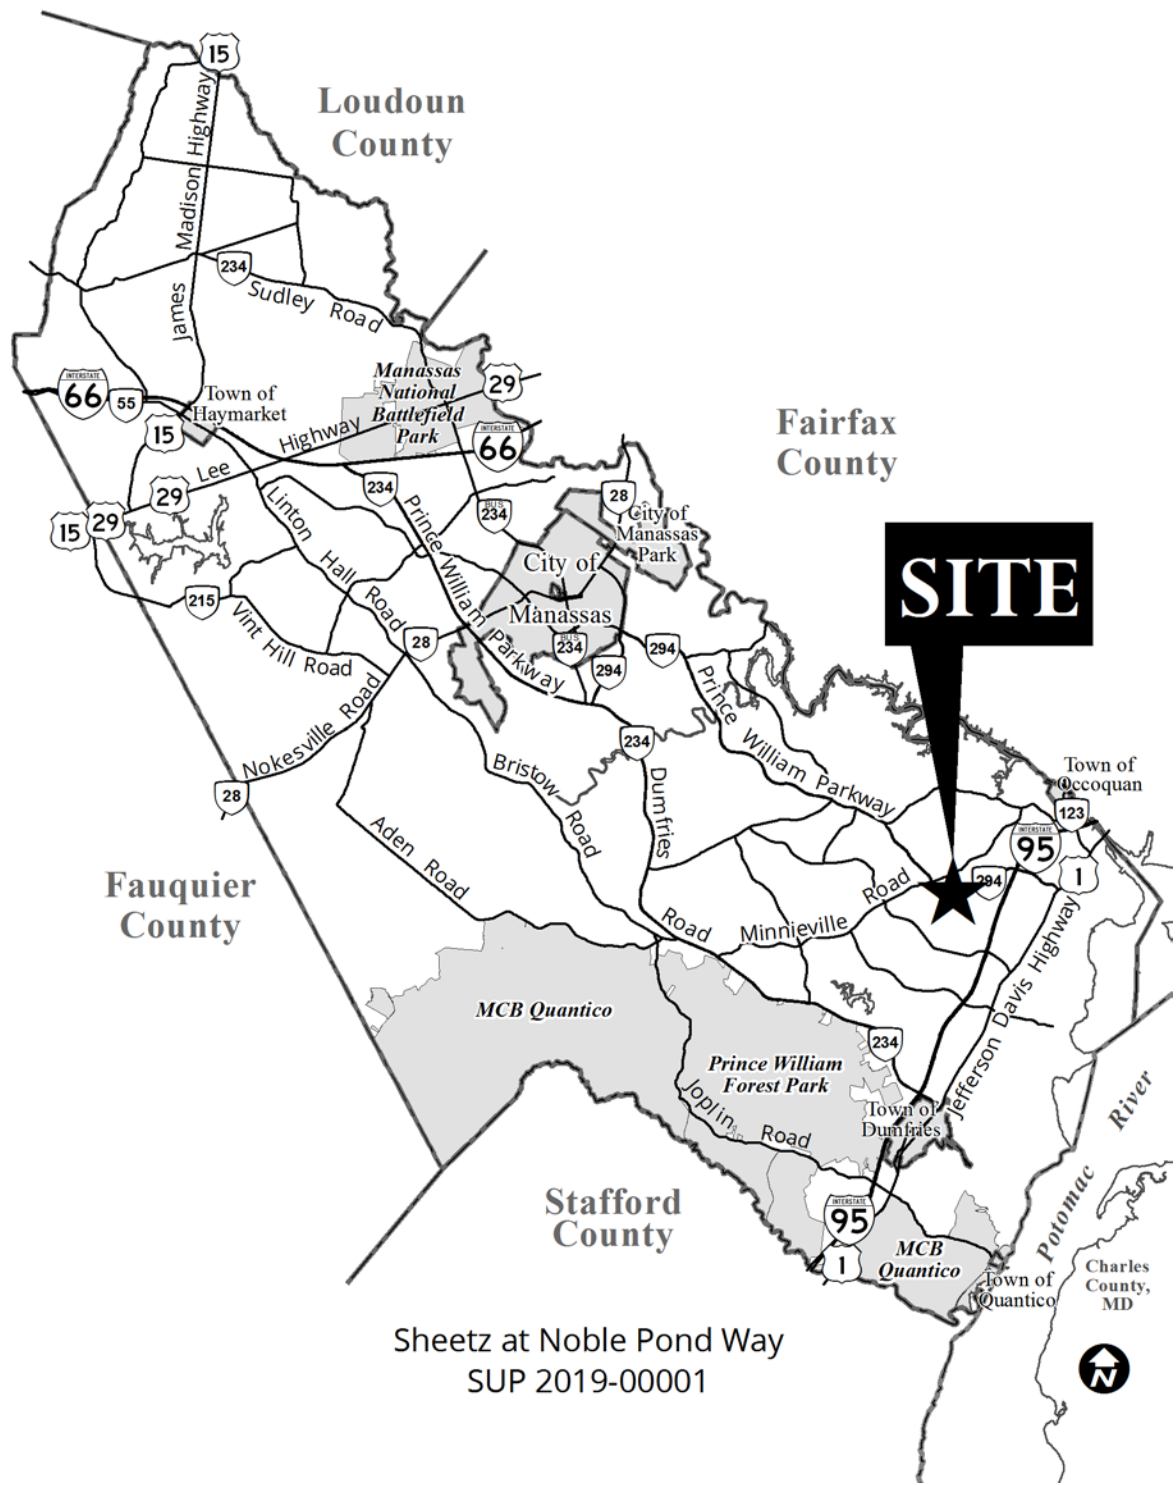 15
Loudoun
County
James Madison Highway
234
Sudley Road
INTERSTATE
66
55
Town of
Haymarket
15
Manassas
National
Battlefield
Park
29
INTERSTATE
66
Lee Highway
Fairfax
County
29
15
29
234
BUS
234
28
City of
Manassas
Park
Linton Hall Road
Prince William Parkway
City of
Manassas
SITE
215
Vint Hill Road
28
BUS
234
294
294
Nokesville Road
28
Prince William Parkway
234
Dumfries Road
Bristow Road
Aden Road
Town of
Occoquan
123
INTERSTATE
95
1
294
Minnieville Road
Fauquier
County
MCB Quantico
Prince William
Forest Park
234
Jefferson Davis Highway
Town of
Dumfries
Joplin Road
Potomac River
Stafford
County
INTERSTATE
95
1
MCB
Quantico
Town of
Quantico
Charles
County,
MD
Sheetz at Noble Pond Way
SUP 2019-00001
N